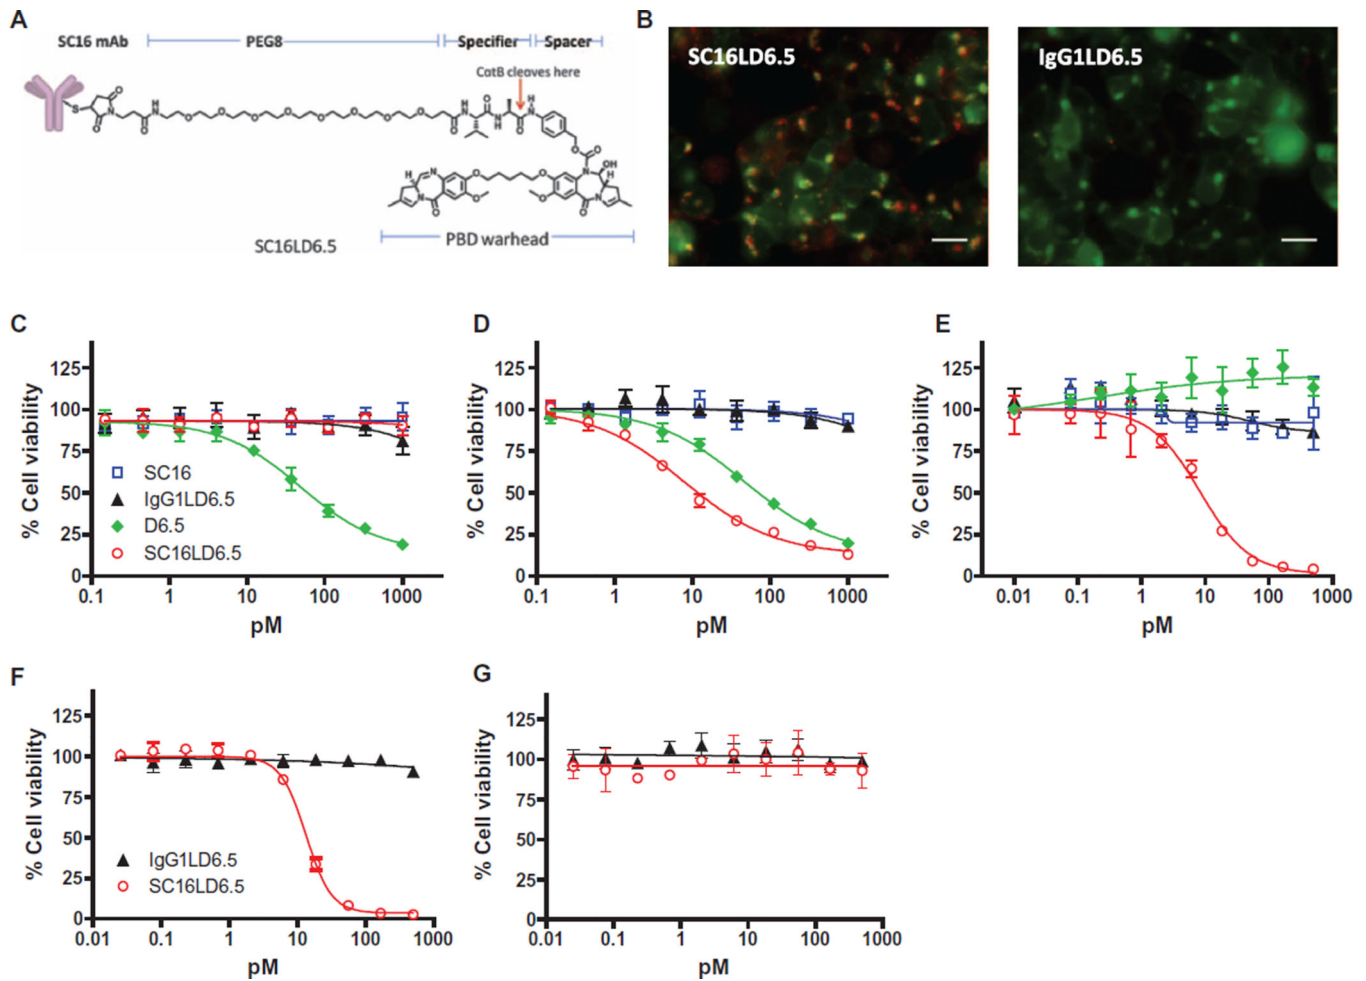 A
SC16 mAb PEG8 Specifier Spacer
CatB cleaves here
SC16LD6.5
PBD warhead
B
SC16LD6.5
IgG1LD6.5
C
% Cell viability
125
100
75
50
25
0
SC16
IgG1LD6.5
D6.5
SC16LD6.5
0.1 1 10 100 1000
pM
D
% Cell viability
125
100
75
50
25
0
0.1 1 10 100 1000
pM
E
% Cell viability
125
100
75
50
25
0
0.01 0.1 1 10 100 1000
pM
F
% Cell viability
125
100
75
50
25
0
IgG1LD6.5
SC16LD6.5
0.01 0.1 1 10 100 1000
pM
G
% Cell viability
125
100
75
50
25
0
0.01 0.1 1 10 100 1000
pM